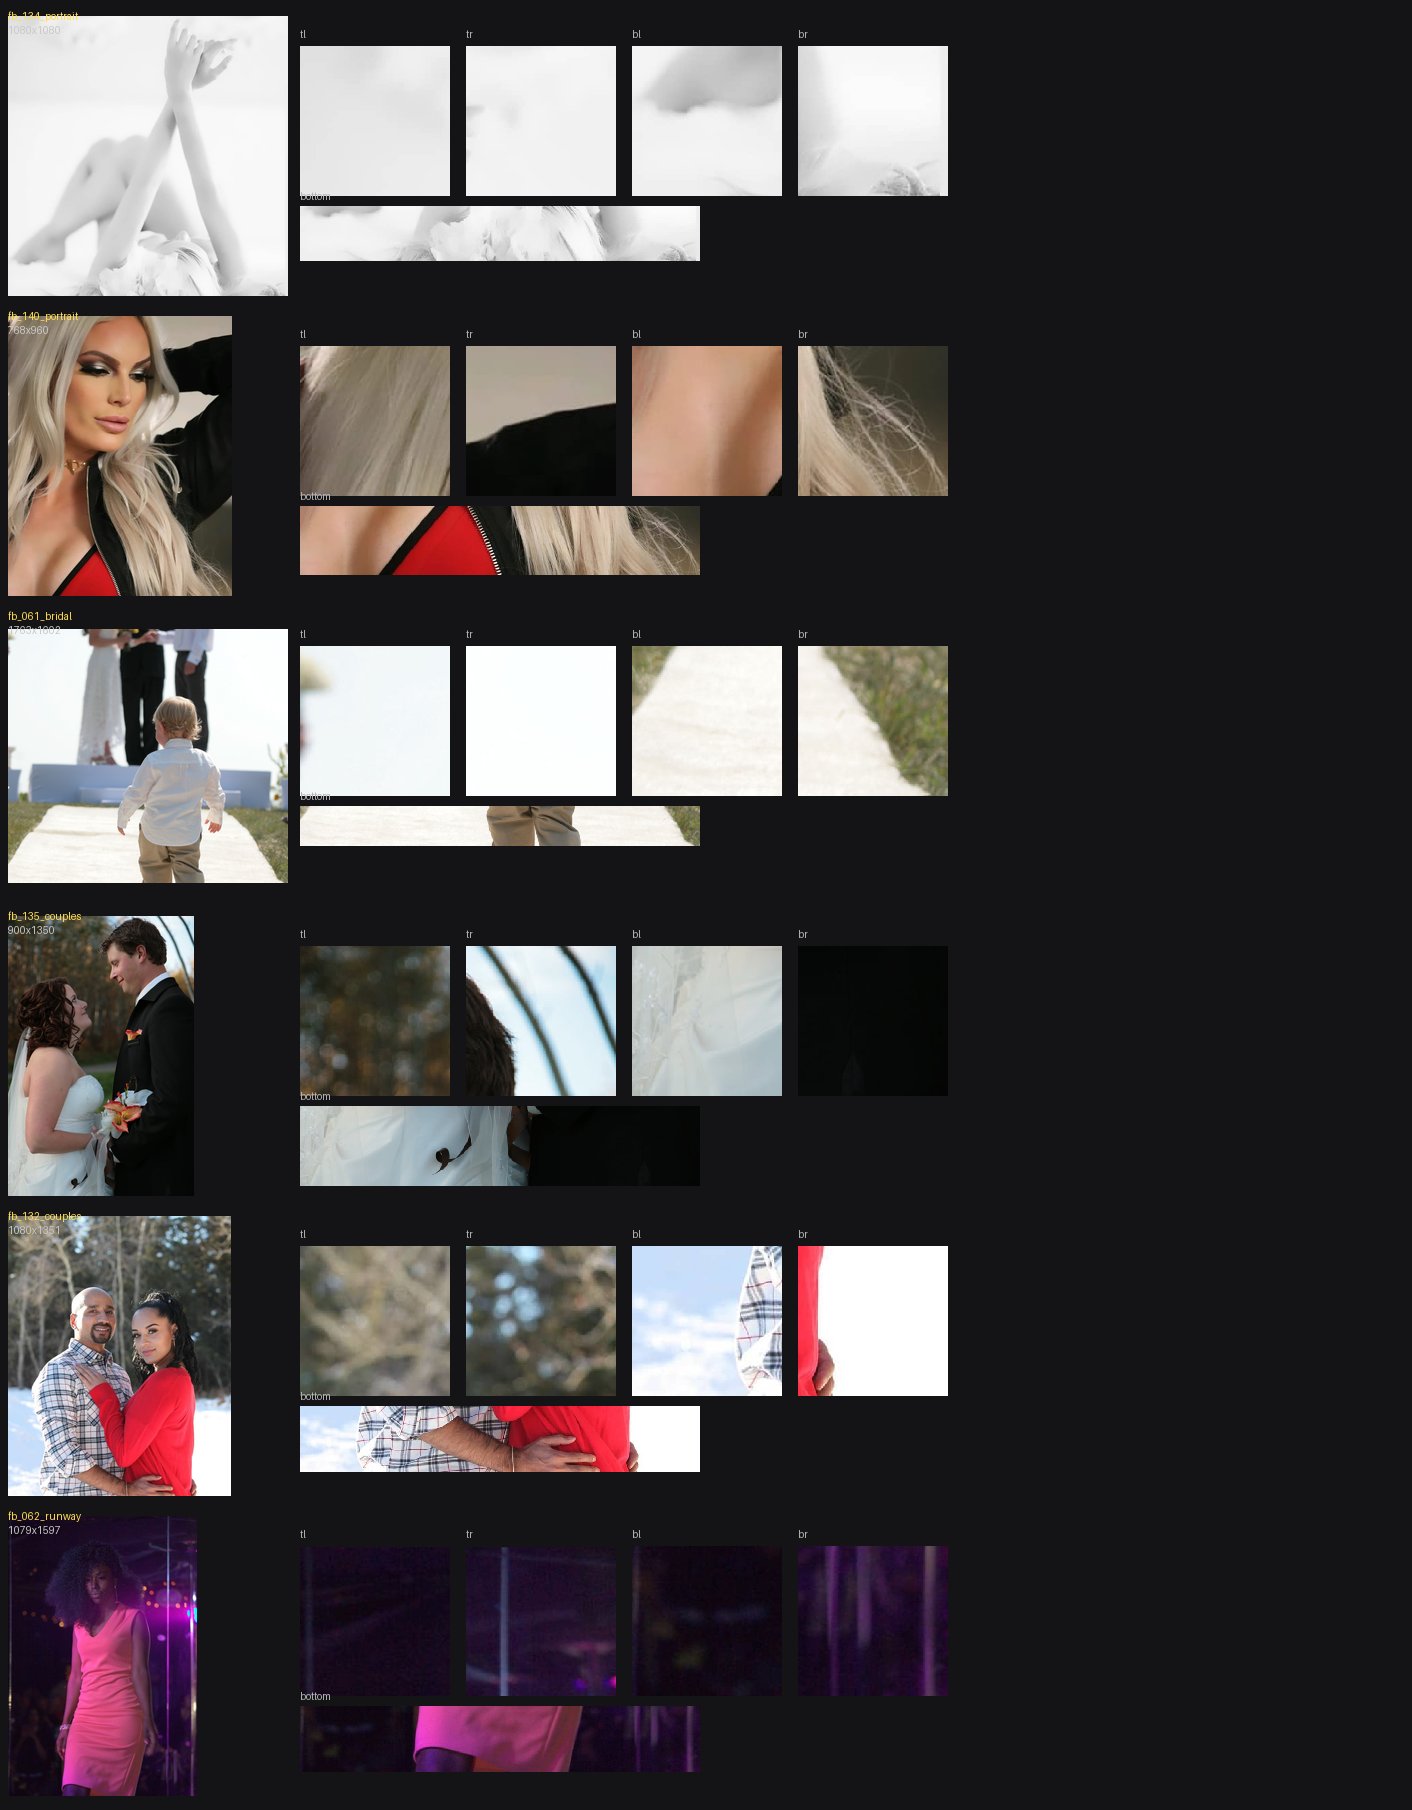 fb_134_portrait
1080x1080
tl
tr
bl
br
bottom
fb_140_portrait
768x960
tl
tr
bl
br
bottom
fb_061_bridal
tl
tr
bl
br
bottom
fb_135_couples
900x1350
tl
tr
bl
br
bottom
fb_132_couples
1080x1351
tl
tr
bl
br
bottom
fb_062_runway
1079x1597
tl
tr
bl
br
bottom